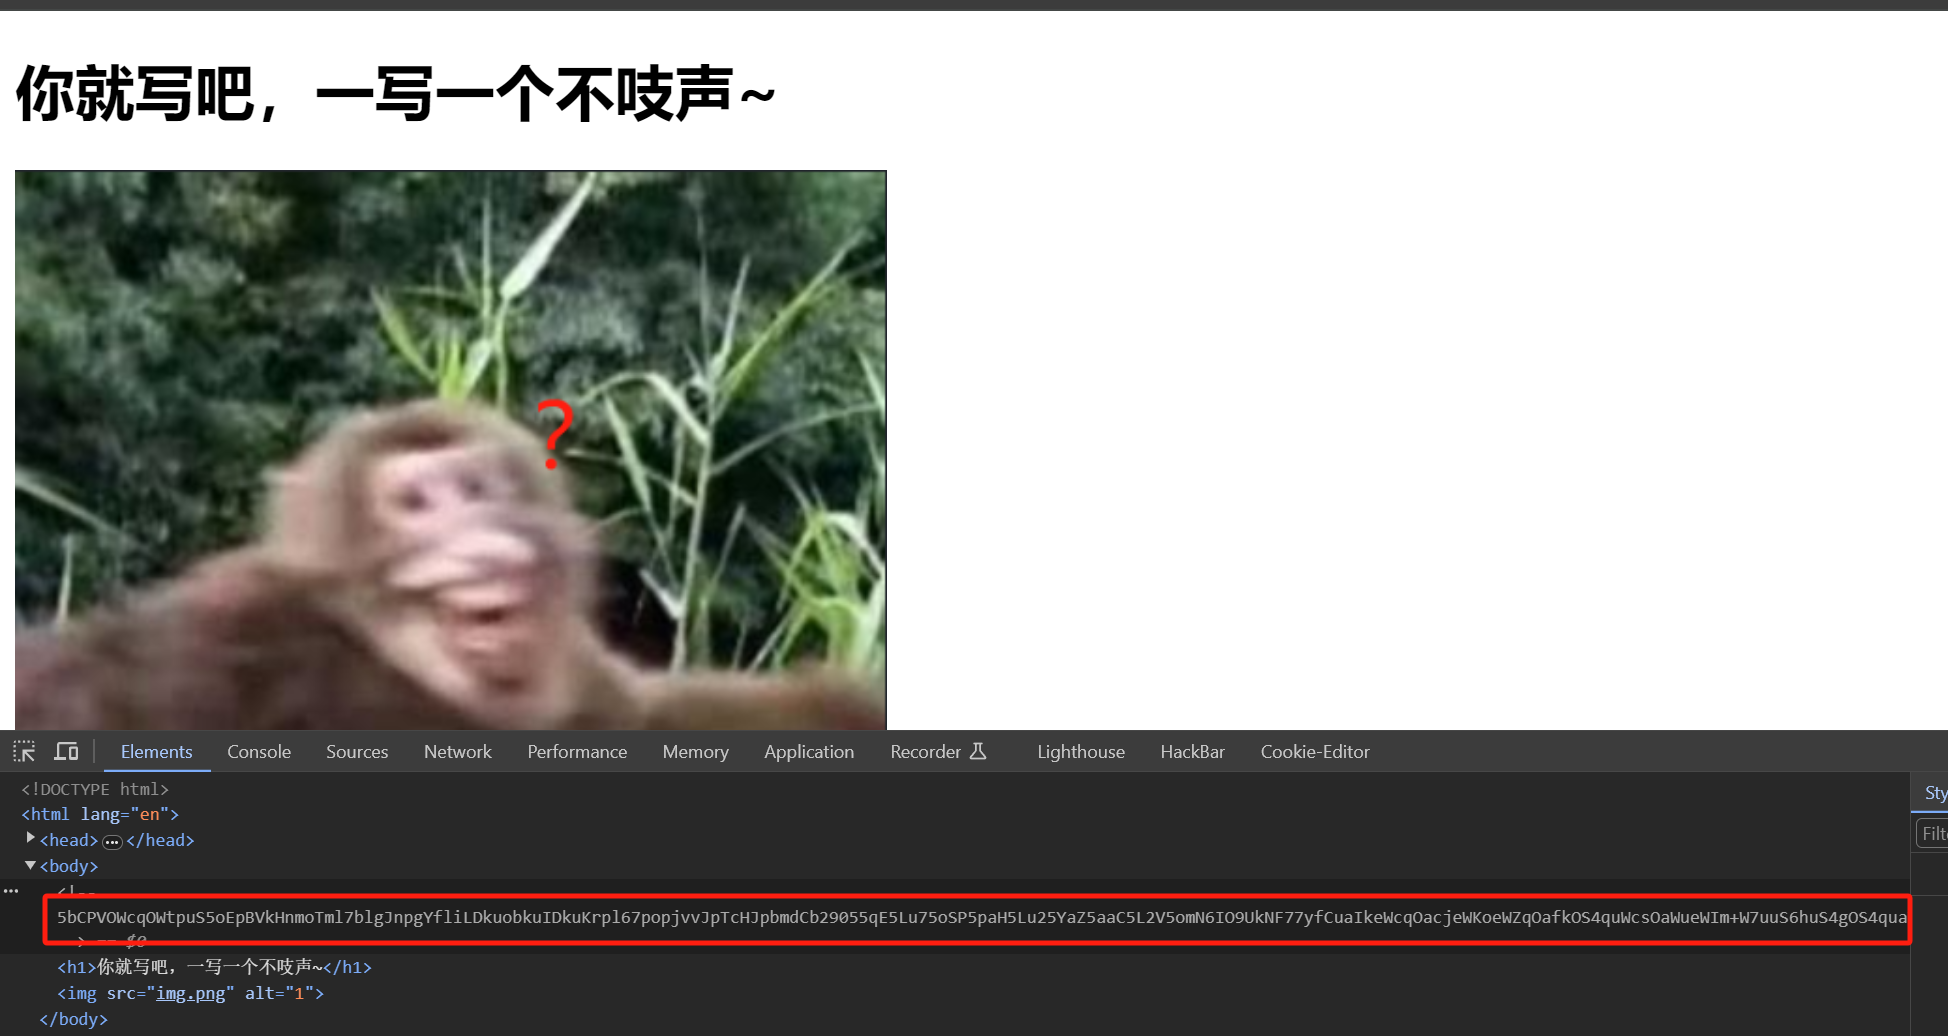 你就写吧，一写一个不吱声~
?
Elements Console Sources Network Performance Memory Application Recorder Lighthouse HackBar Cookie-Editor
<!DOCTYPE html>
<html lang="en">
<head> ••• </head>
<body>
<!--
5bCPVOWcqOWtpuS5oEpBVkHnmoTml7blgJnpgYfliLDkuobkuIDkuKrpl67popjvvJpTcHJpbmdCb29055qE5Lu75oSP5paH5Lu25YaZ5aaC5L2V5omN6IO9UkNF77yfCuaIkeWcqOacjeWKoeWZqOafkOS4quWcsOaWueWIm+W7uuS6huS4gOS4qua
--> == $0
<h1>你就写吧，一写一个不吱声~</h1>
<img src="img.png" alt="1">
</body>
Sty
Filte